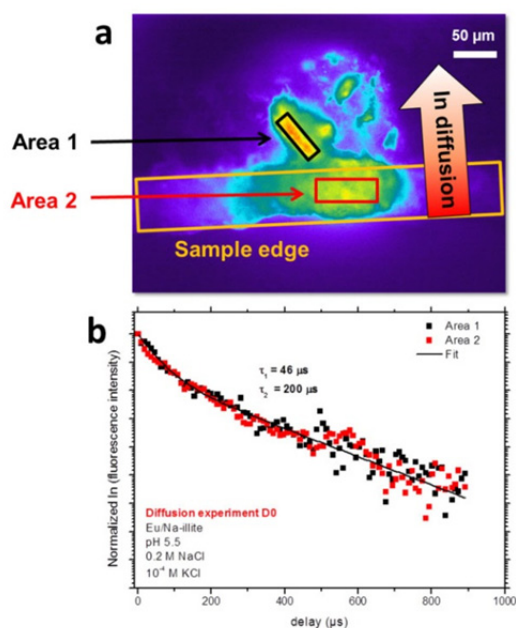 a
50 µm
In diffusion
Area 1
Area 2
Sample edge
b
Normalized ln (fluorescence intensity)
Area 1
Area 2
Fit
τ1 = 46 µs
τ2 = 200 µs
Diffusion experiment D0
Eu/Na-illite
pH 5.5
0.2 M NaCl
10⁻⁴ M KCl
0 200 400 600 800 1000
delay (µs)